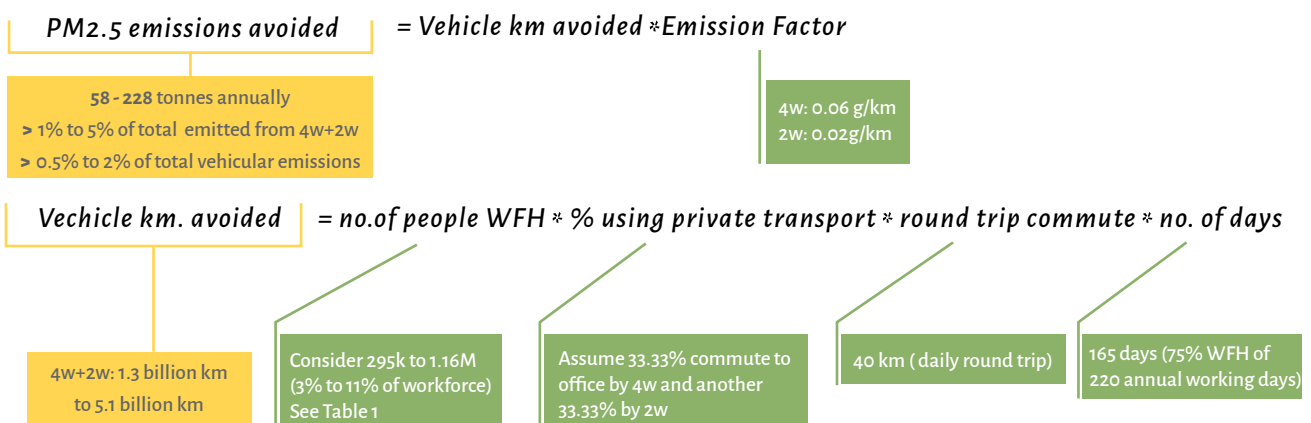 PM2.5 emissions avoided = Vehicle km avoided *Emission Factor
58 - 228 tonnes annually
> 1% to 5% of total emitted from 4w+2w
> 0.5% to 2% of total vehicular emissions
4w: 0.06 g/km
2w: 0.02g/km
Vechicle km. avoided = no.of people WFH * % using private transport * round trip commute * no. of days
4w+2w: 1.3 billion km
to 5.1 billion km
Consider 295k to 1.16M
(3% to 11% of workforce)
See Table 1
Assume 33.33% commute to
office by 4w and another
33.33% by 2w
40 km ( daily round trip)
165 days (75% WFH of
220 annual working days)